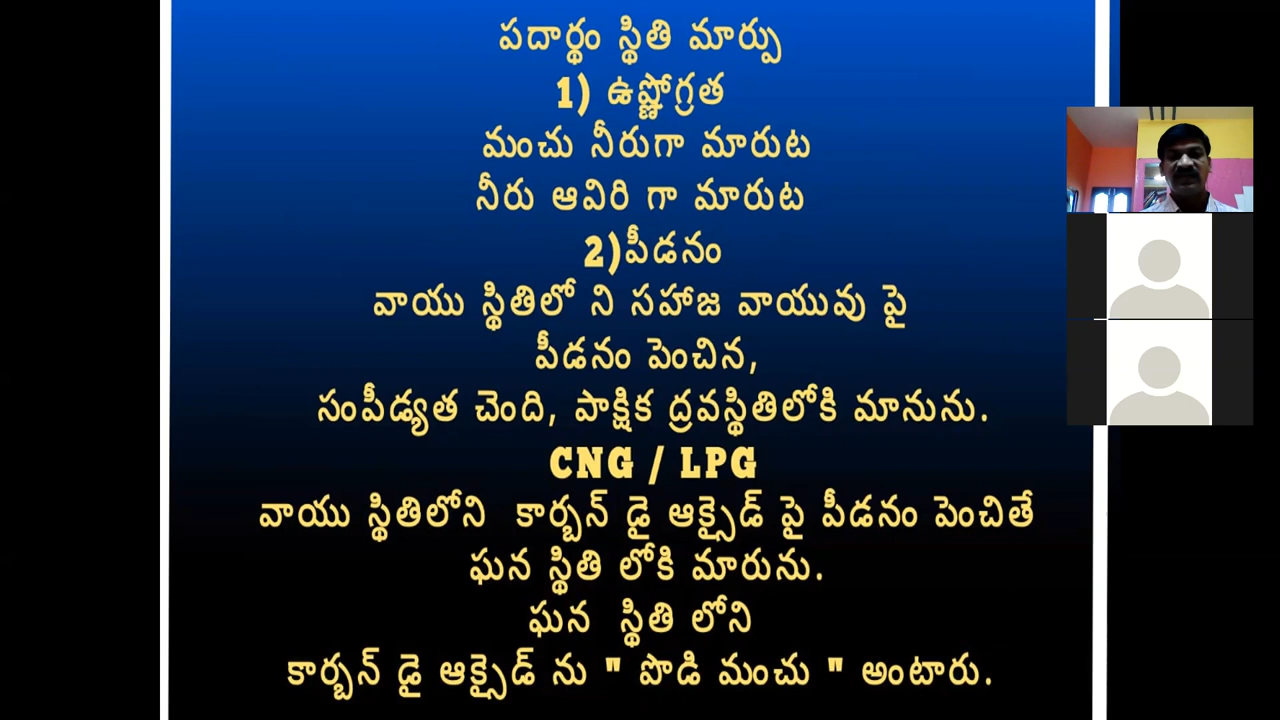 పదార్థం స్థితి మార్పు
1) ఉష్ణోగ్రత
మంచు నీరుగా మారుట
నీరు ఆవిరి గా మారుట
2)పీడనం
వాయు స్థితిలో ని సహాజ వాయువు పై
పీడనం పెంచిన,
సంపీడ్యత చెంది, పాక్షిక ద్రవస్థితిలోకి మానును.
CNG / LPG
వాయు స్థితిలోని కార్బన్ డై ఆక్సైడ్ పై పీడనం పెంచితే
ఘన స్థితి లోకి మారును.
ఘన స్థితి లోని
కార్బన్ డై ఆక్సైడ్ ను " పొడి మంచు " అంటారు.